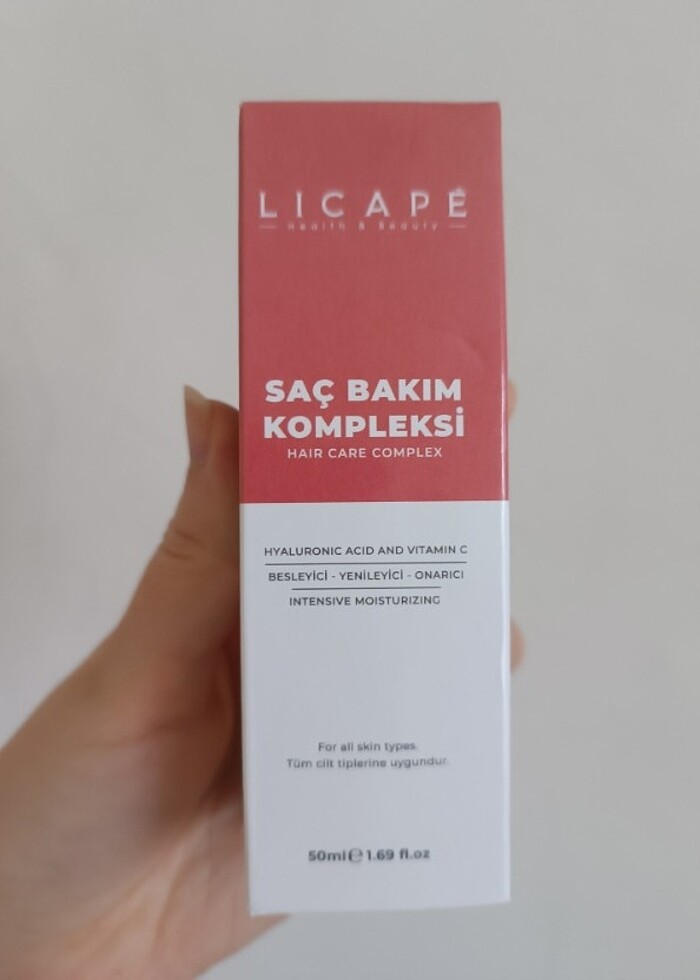 LICAPÉ
Health & Beauty
SAÇ BAKIM
KOMPLEKSİ
HAIR CARE COMPLEX
HYALURONIC ACID AND VITAMIN C
BESLEYİCİ - YENİLEYİCİ - ONARICI
INTENSIVE MOISTURIZING
For all skin types.
Tüm cilt tiplerine uygundur.
50ml℮1.69 fl.oz